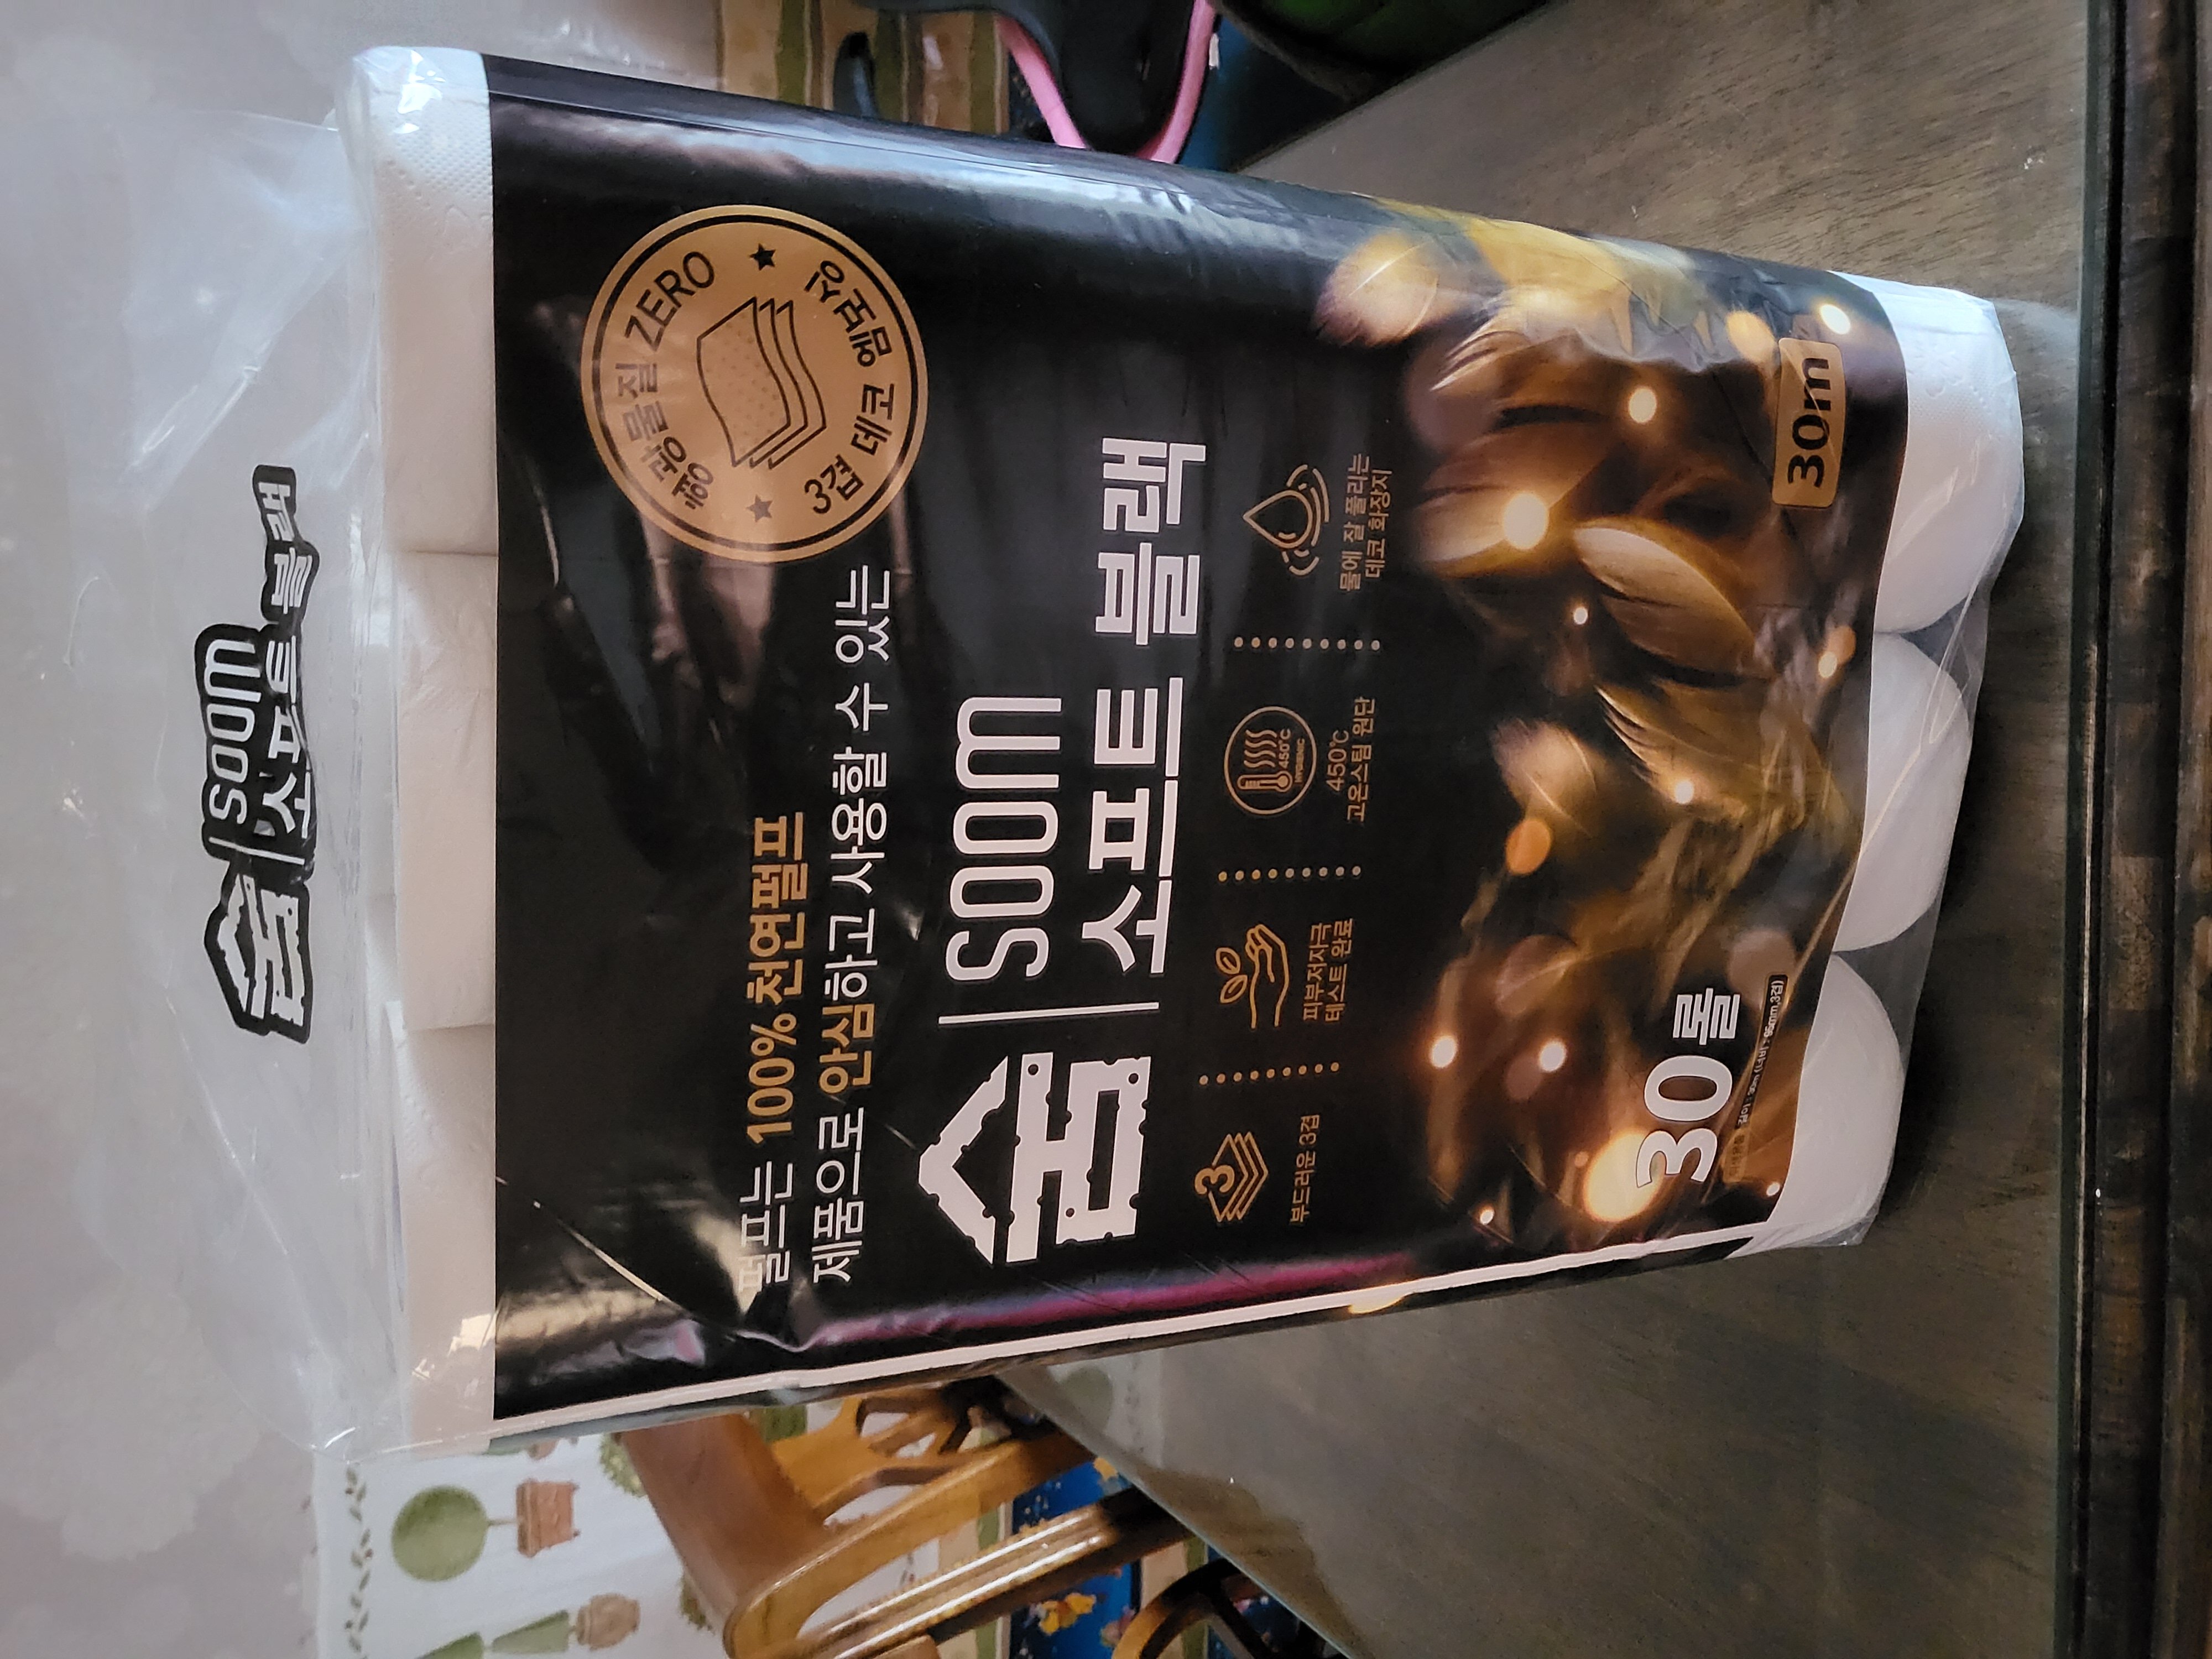 숨 soom
소프트 블랙
형광물질 ZERO
3겹 데코 엠보싱
펄프는 100% 천연펄프
제품으로 안심하고 사용할 수 있는
숨 soom
소프트 블랙
3
부드러운 3겹
피부저자극
테스트 완료
450℃
HYGIENIC
450℃
고온스팀 원단
물에 잘 풀리는
데코 화장지
30롤
30m